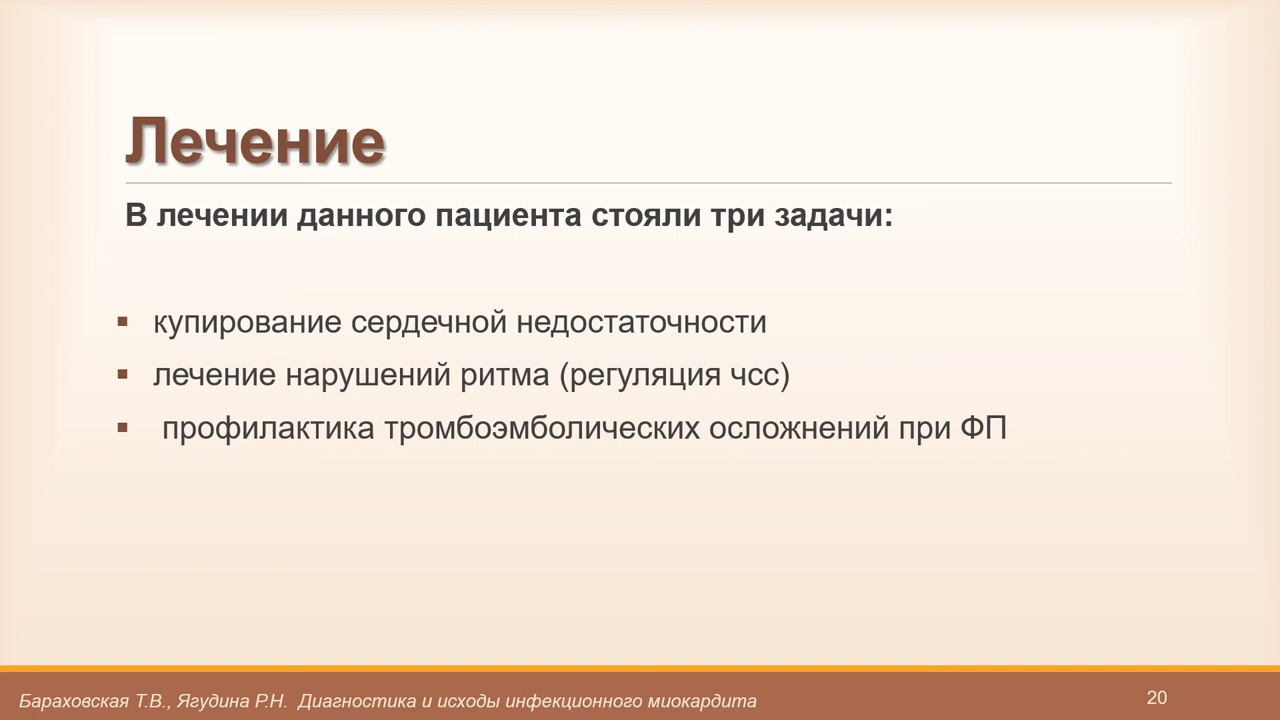 Лечение
В лечении данного пациента стояли три задачи:
▪ купирование сердечной недостаточности
▪ лечение нарушений ритма (регуляция чсс)
▪ профилактика тромбоэмболических осложнений при ФП
Бараховская Т.В., Ягудина Р.Н. Диагностика и исходы инфекционного миокардита
20